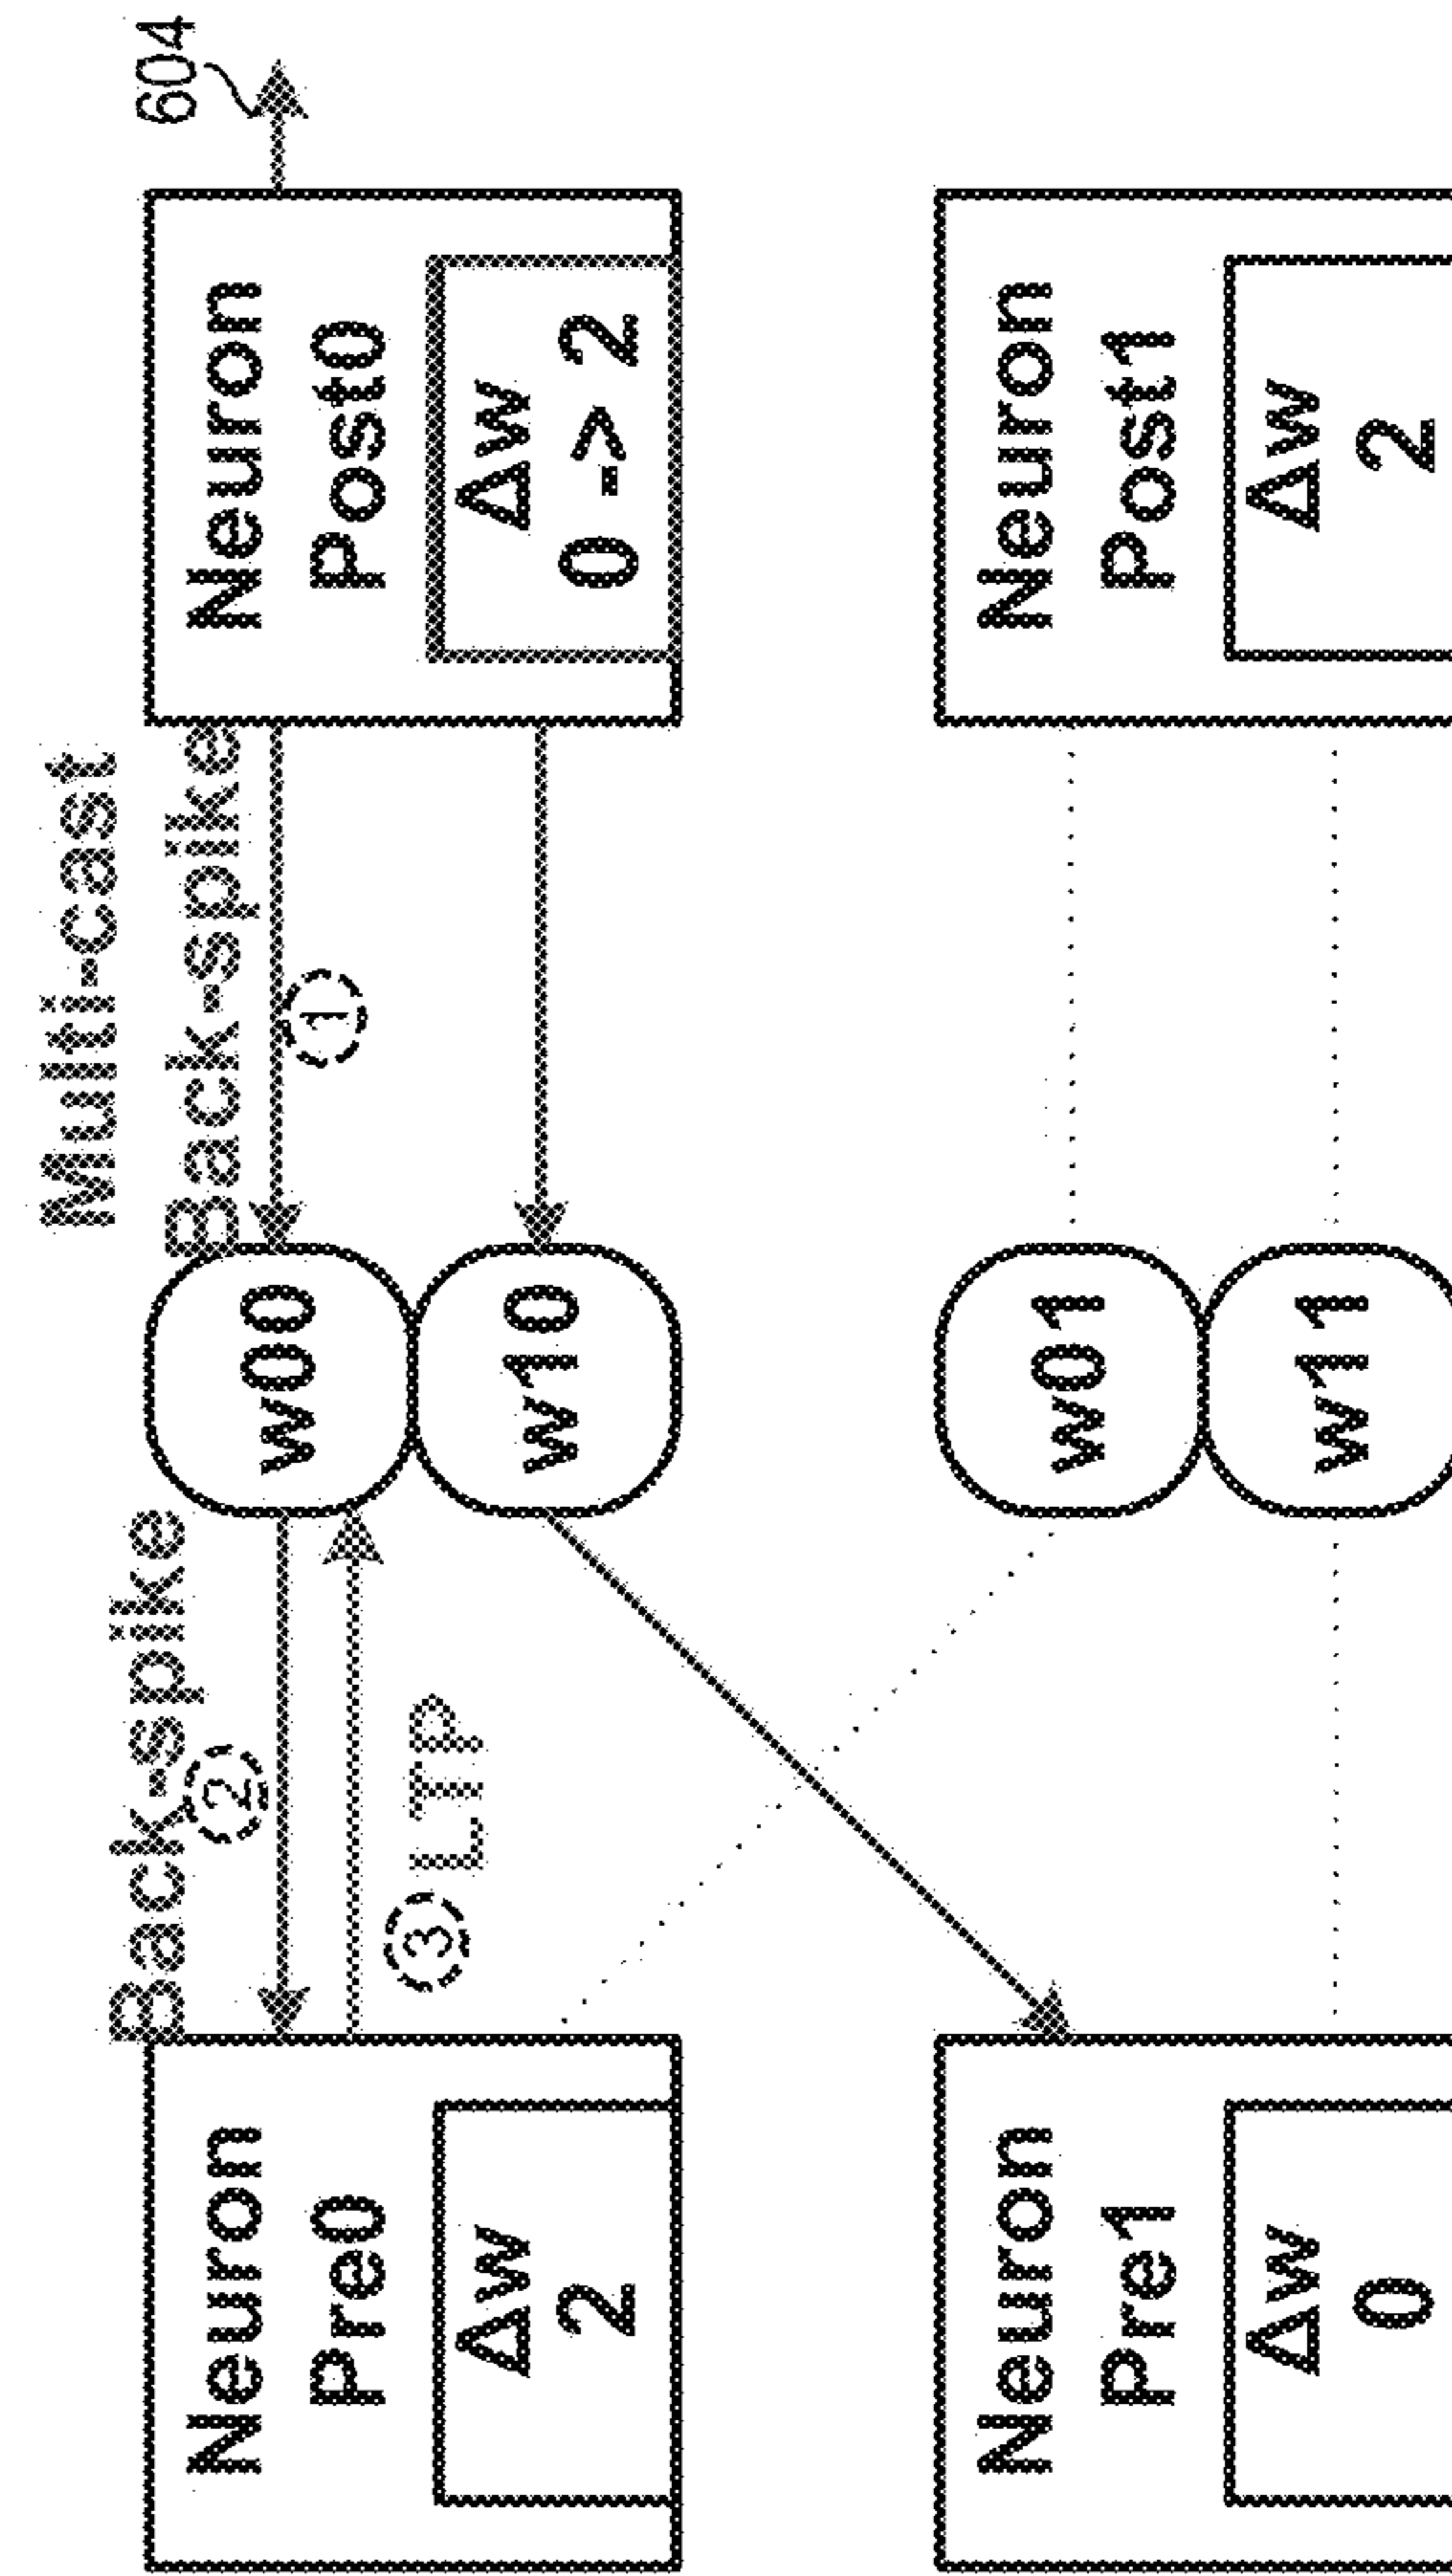 Multi-cast
Back-spike
Back-spike
604
1
2
3 LTP
Neuron
Pre0
Δw
2
w00
w10
Neuron
Post0
Δw
0 -> 2
Neuron
Pre1
Δw
0
w01
w11
Neuron
Post1
Δw
2